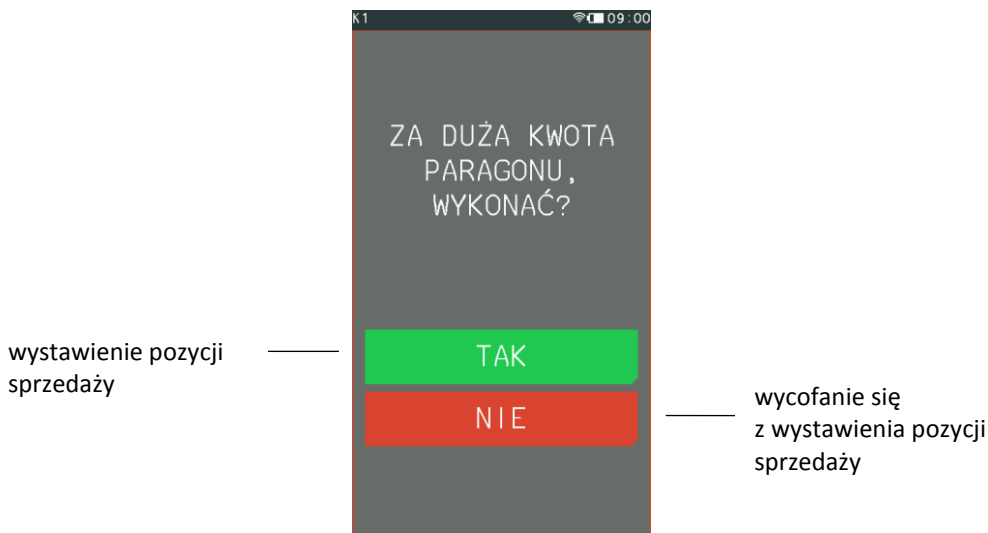 K1 09:00
ZA DUŻA KWOTA
PARAGONU,
WYKONAĆ?
wystawienie pozycji
sprzedaży
TAK
NIE
wycofanie się
z wystawienia pozycji
sprzedaży